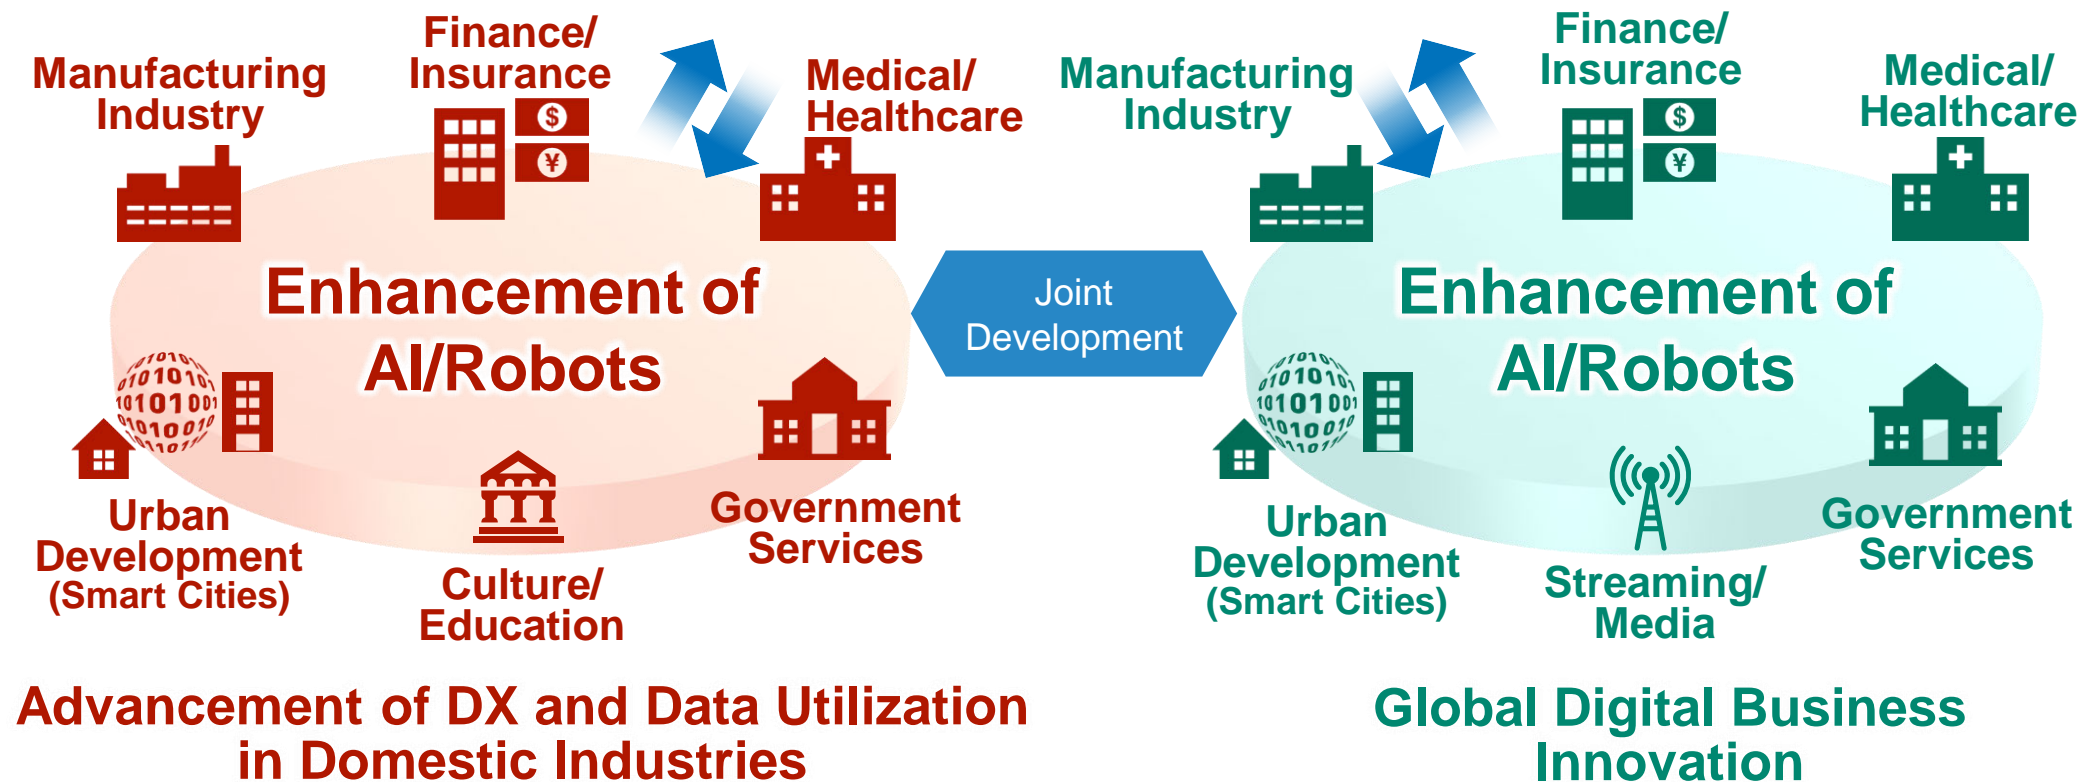 Manufacturing
Industry
Finance/
Insurance
$
¥
Medical/
Healthcare
Enhancement of
AI/Robots
Urban
Development
(Smart Cities)
Culture/
Education
Government
Services
Advancement of DX and Data Utilization
in Domestic Industries
Joint
Development
Manufacturing
Industry
Finance/
Insurance
$
¥
Medical/
Healthcare
Enhancement of
AI/Robots
Urban
Development
(Smart Cities)
Streaming/
Media
Government
Services
Global Digital Business
Innovation